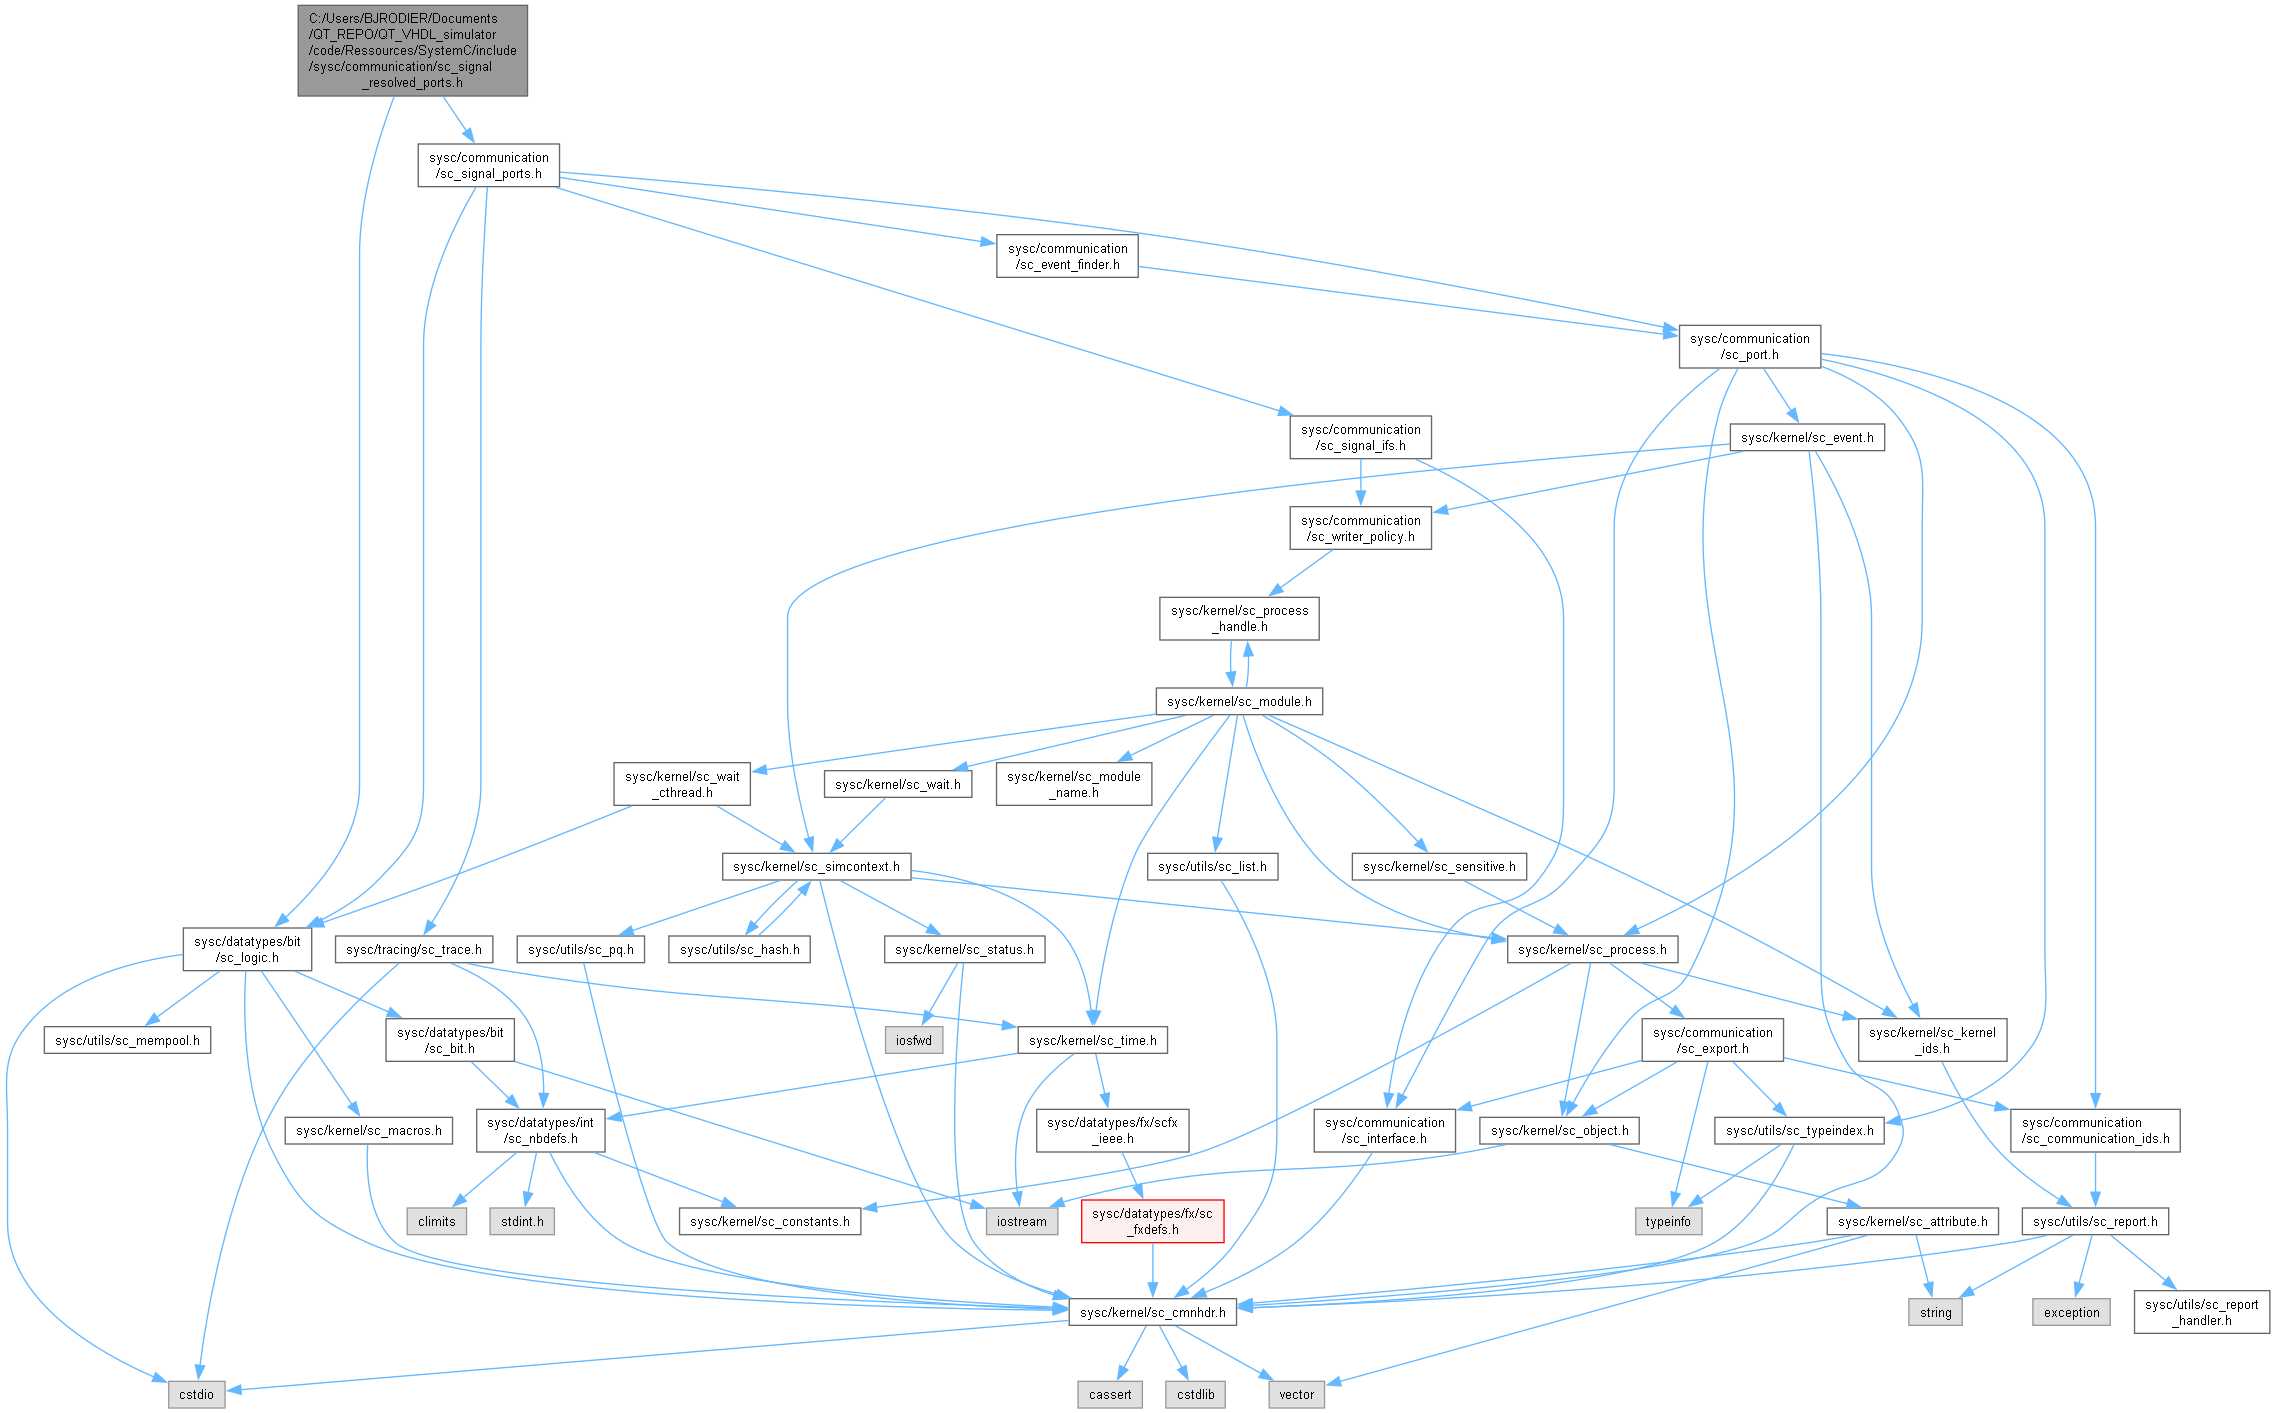 C:/Users/BJRODIER/Documents
/QT_REPO/QT_VHDL_simulator
/code/Ressources/SystemC/include
/sysc/communication/sc_signal
_resolved_ports.h
sysc/communication
/sc_signal_ports.h
sysc/communication
/sc_event_finder.h
sysc/communication
/sc_port.h
sysc/communication
/sc_signal_ifs.h
sysc/kernel/sc_event.h
sysc/communication
/sc_writer_policy.h
sysc/kernel/sc_process
_handle.h
sysc/kernel/sc_module.h
sysc/kernel/sc_wait
_cthread.h
sysc/kernel/sc_wait.h
sysc/kernel/sc_module
_name.h
sysc/kernel/sc_simcontext.h
sysc/utils/sc_list.h
sysc/kernel/sc_sensitive.h
sysc/datatypes/bit
/sc_logic.h
sysc/tracing/sc_trace.h
sysc/utils/sc_pq.h
sysc/utils/sc_hash.h
sysc/kernel/sc_status.h
sysc/kernel/sc_process.h
sysc/utils/sc_mempool.h
sysc/datatypes/bit
/sc_bit.h
iosfwd
sysc/kernel/sc_time.h
sysc/communication
/sc_export.h
sysc/kernel/sc_kernel
_ids.h
sysc/kernel/sc_macros.h
sysc/datatypes/int
/sc_nbdefs.h
sysc/datatypes/fx/scfx
_ieee.h
sysc/communication
/sc_interface.h
sysc/kernel/sc_object.h
sysc/utils/sc_typeindex.h
sysc/communication
/sc_communication_ids.h
climits
stdint.h
sysc/kernel/sc_constants.h
iostream
sysc/datatypes/fx/sc
_fxdefs.h
typeinfo
sysc/kernel/sc_attribute.h
sysc/utils/sc_report.h
sysc/kernel/sc_cmnhdr.h
string
exception
sysc/utils/sc_report
_handler.h
cstdio
cassert
cstdlib
vector